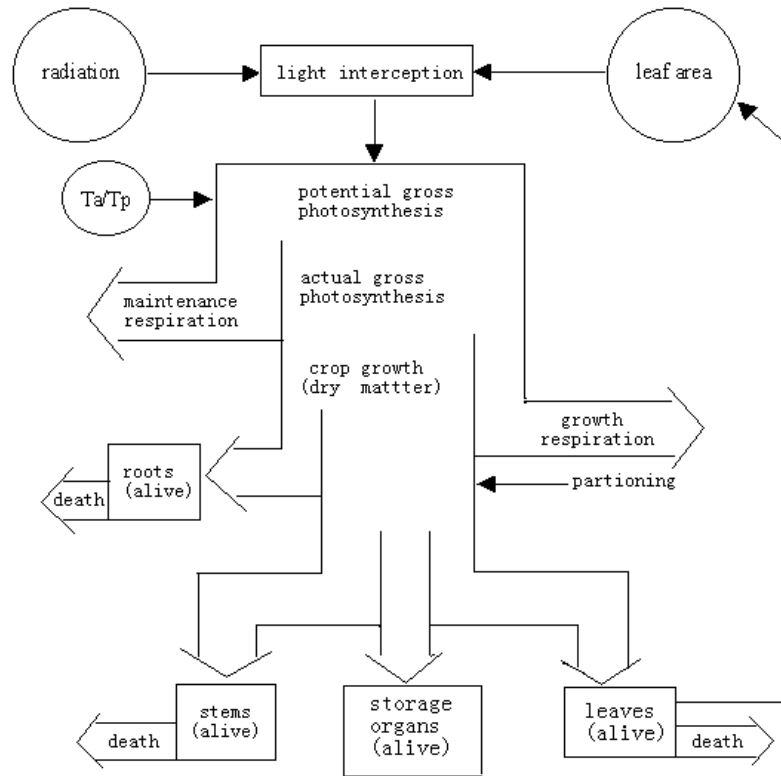 radiation
light interception
leaf area
Ta/Tp
potential gross
photosynthesis
actual gross
photosynthesis
maintenance
respiration
crop growth
(dry mattter)
growth
respiration
partioning
roots
(alive)
death
stems
(alive)
death
storage
organs
(alive)
leaves
(alive)
death